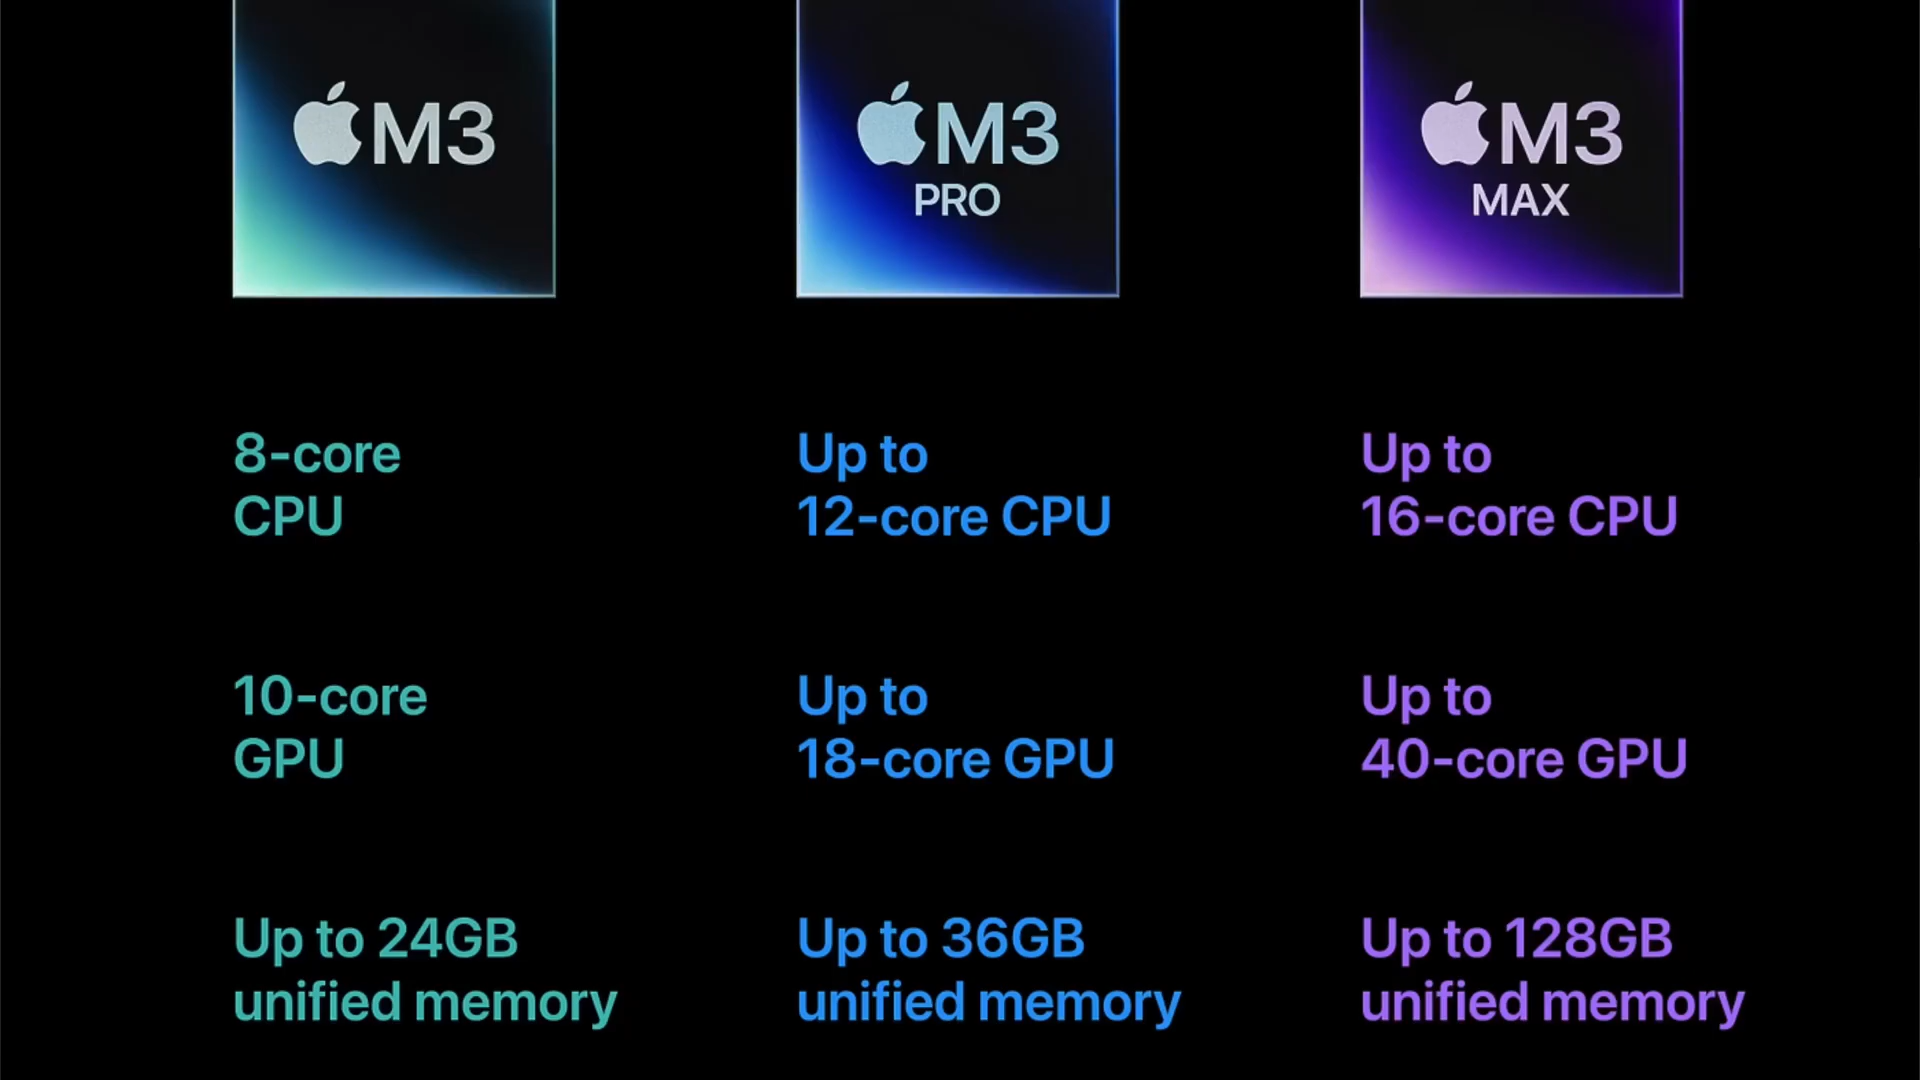 M3
8-core
CPU
10-core
GPU
Up to 24GB
unified memory
M3
PRO
Up to
12-core CPU
Up to
18-core GPU
Up to 36GB
unified memory
M3
MAX
Up to
16-core CPU
Up to
40-core GPU
Up to 128GB
unified memory